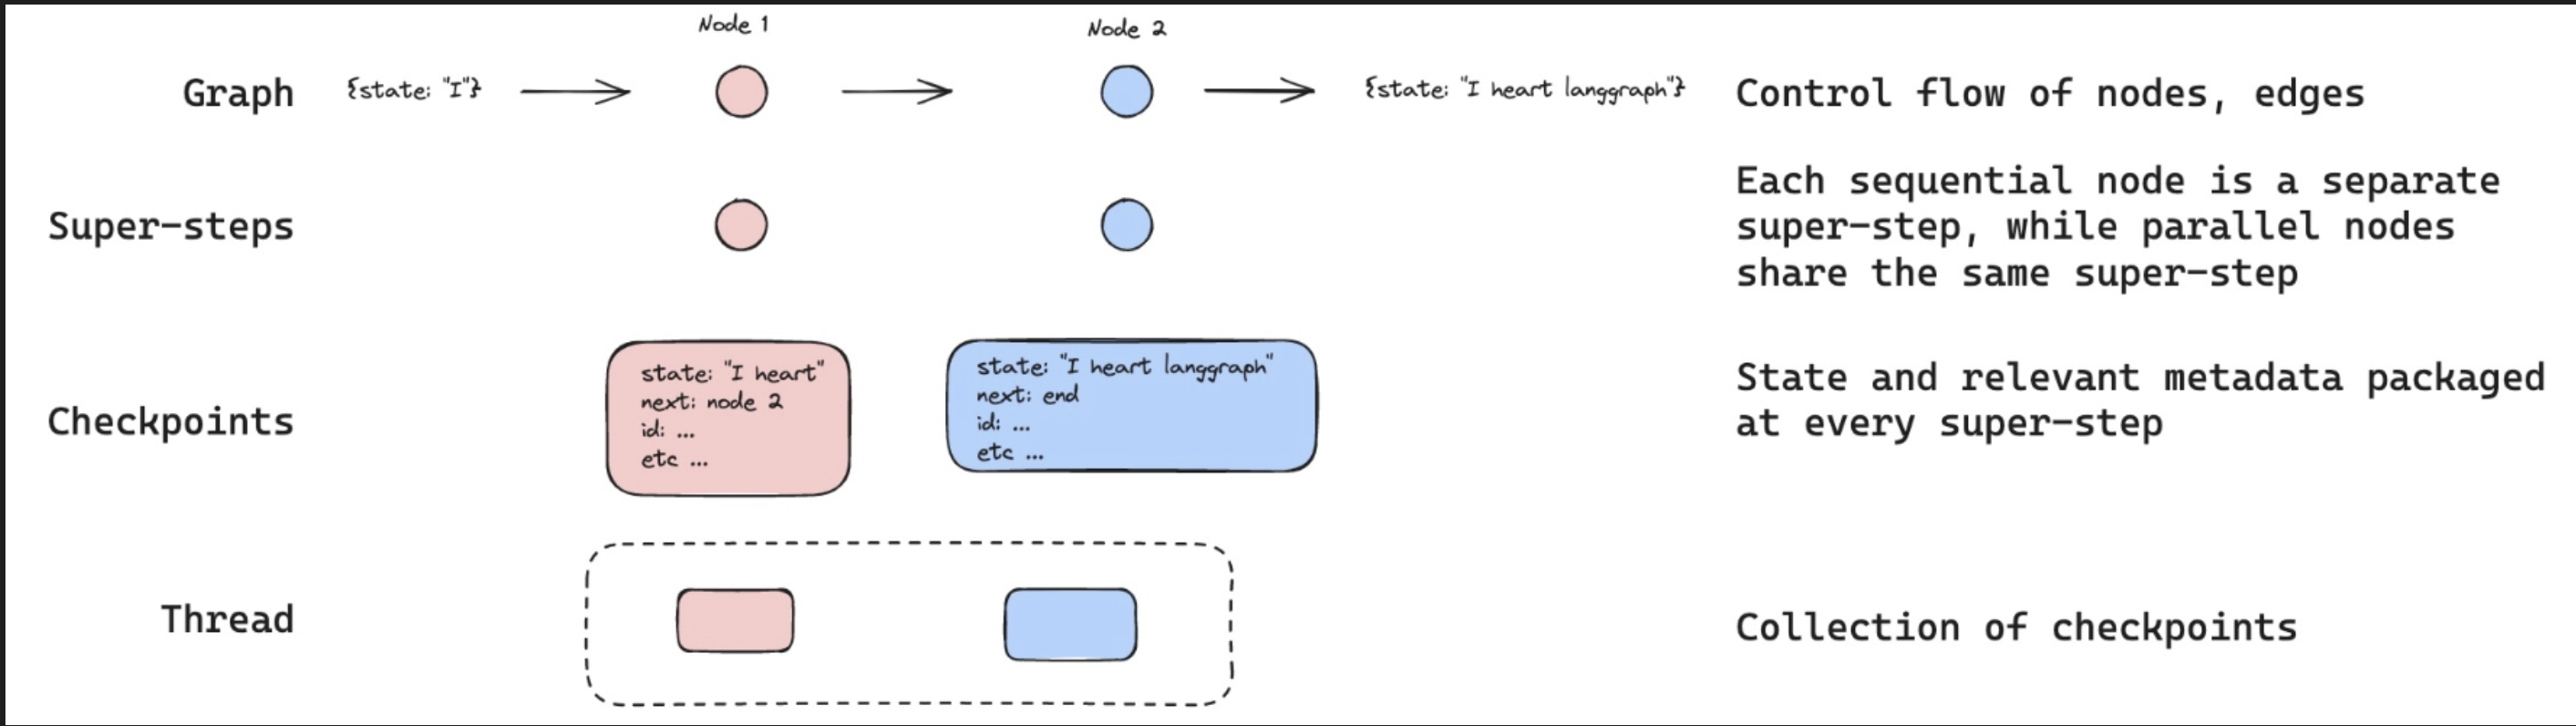 Node 1
Node 2
Graph
{state: "I"}
{state: "I heart langgraph"}
Control flow of nodes, edges
Super-steps
Each sequential node is a separate
super-step, while parallel nodes
share the same super-step
Checkpoints
state: "I heart"
next: node 2
id: ...
etc ...
state: "I heart langgraph"
next: end
id: ...
etc ...
State and relevant metadata packaged
at every super-step
Thread
Collection of checkpoints